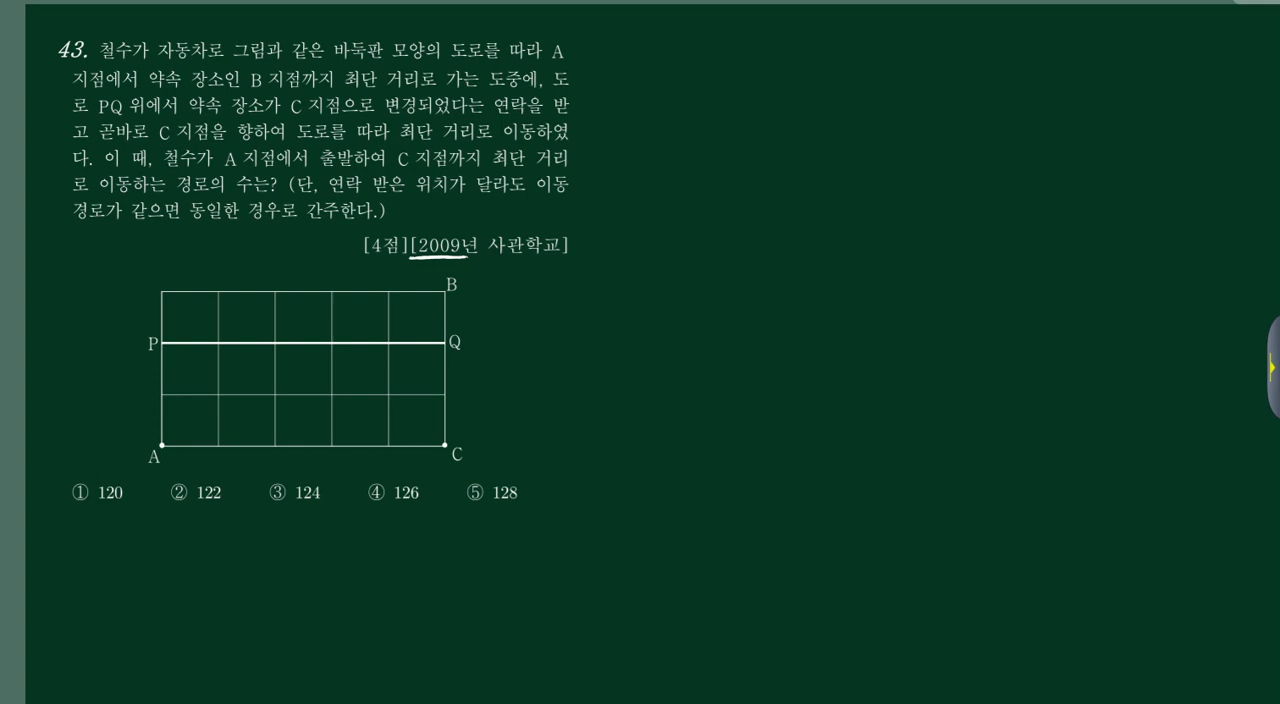 43. 철수가 자동차로 그림과 같은 바둑판 모양의 도로를 따라 A
지점에서 약속 장소인 B 지점까지 최단 거리로 가는 도중에, 도
로 PQ 위에서 약속 장소가 C 지점으로 변경되었다는 연락을 받
고 곧바로 C 지점을 향하여 도로를 따라 최단 거리로 이동하였
다. 이 때, 철수가 A 지점에서 출발하여 C 지점까지 최단 거리
로 이동하는 경로의 수는? (단, 연락 받은 위치가 달라도 이동
경로가 같으면 동일한 경우로 간주한다.)
[4점][2009년 사관학교]
B
P
Q
A
C
① 120 ② 122 ③ 124 ④ 126 ⑤ 128